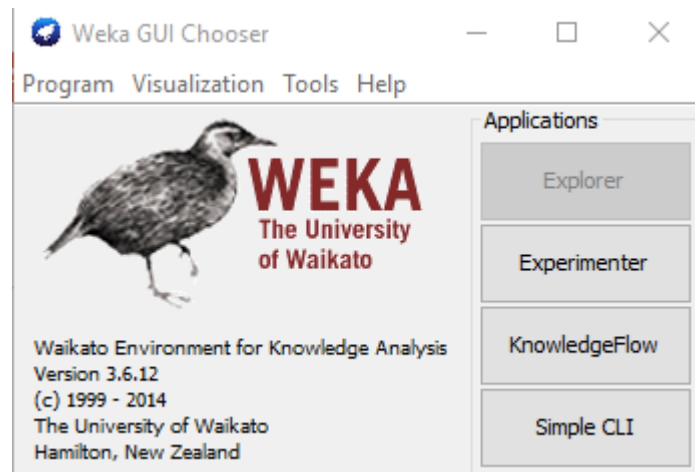 Weka GUI Chooser
Program Visualization Tools Help
WEKA
The University
of Waikato
Waikato Environment for Knowledge Analysis
Version 3.6.12
(c) 1999 - 2014
The University of Waikato
Hamilton, New Zealand
Applications
Explorer
Experimenter
KnowledgeFlow
Simple CLI